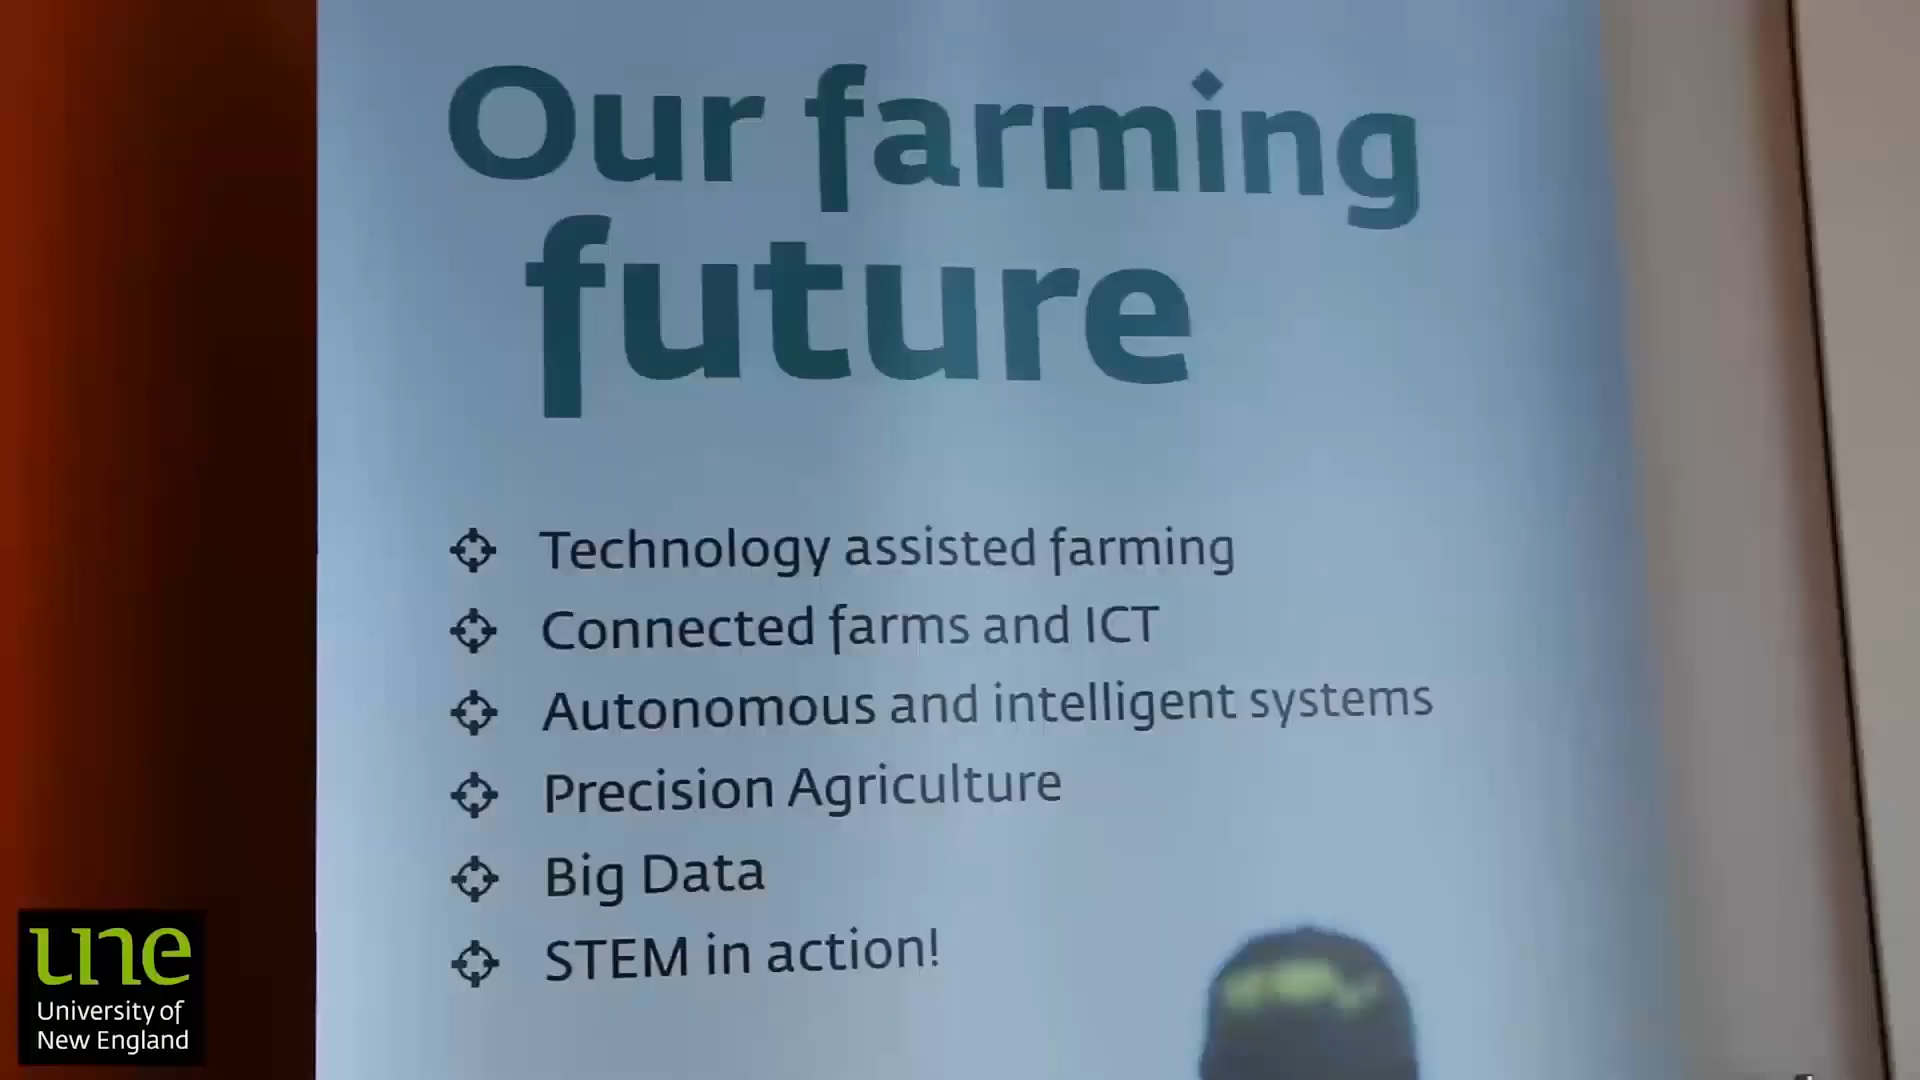 Our farming
future
Technology assisted farming
Connected farms and ICT
Autonomous and intelligent systems
Precision Agriculture
Big Data
STEM in action!
une
University of
New England